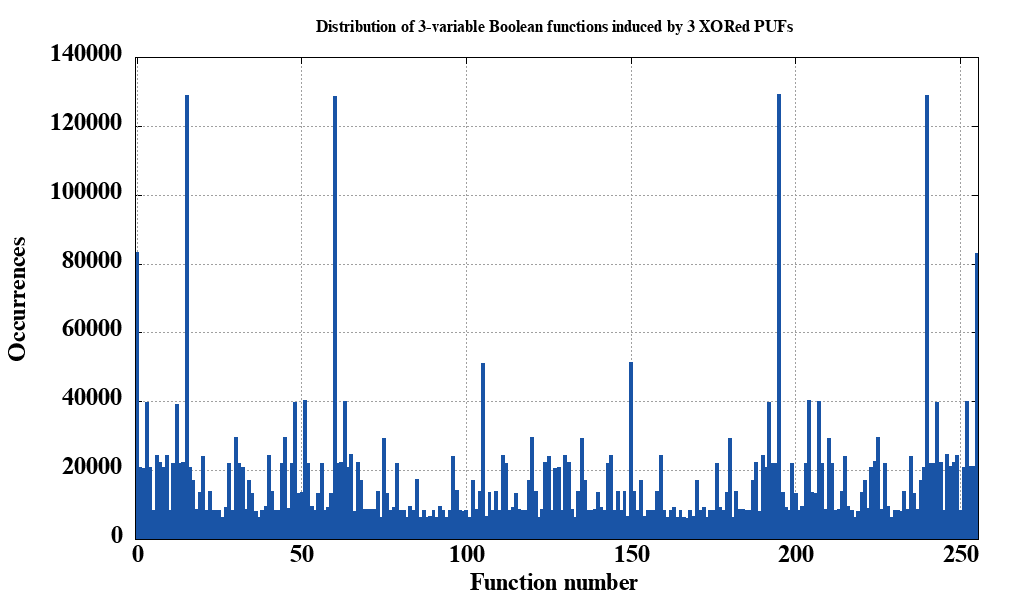 Distribution of 3-variable Boolean functions induced by 3 XORed PUFs
140000
120000
100000
80000
60000
40000
20000
0
Occurrences
0 50 100 150 200 250
Function number